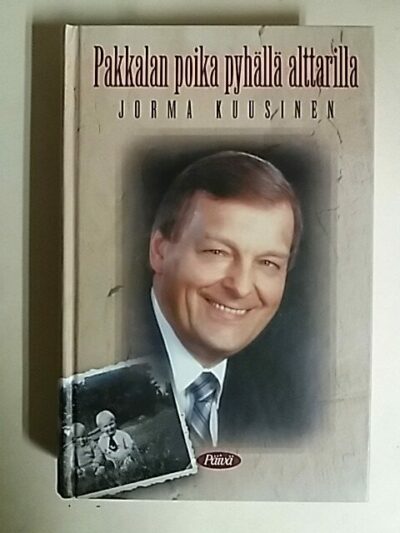 Pakkalan poika pyhällä alttarilla
JORMA KUUSINEN
Päivä